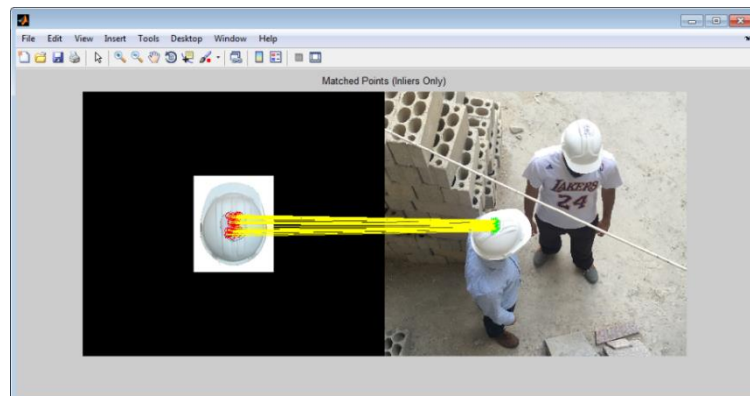 File Edit View Insert Tools Desktop Window Help
Matched Points (Inliers Only)
LAKERS
24